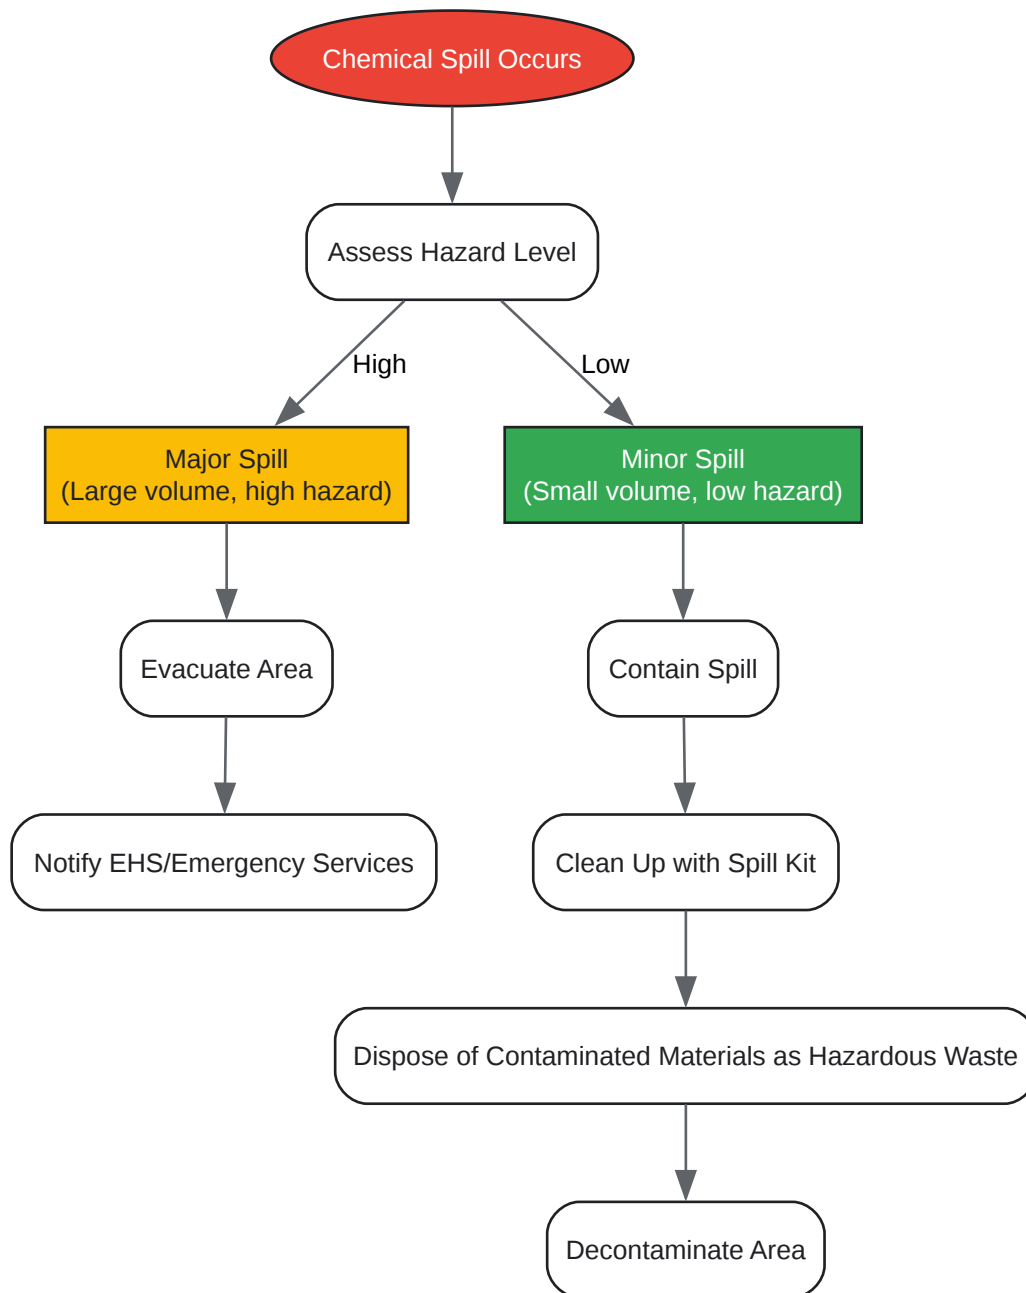 Chemical Spill Occurs
Assess Hazard Level
High
Low
Major Spill
(Large volume, high hazard)
Minor Spill
(Small volume, low hazard)
Evacuate Area
Contain Spill
Notify EHS/Emergency Services
Clean Up with Spill Kit
Dispose of Contaminated Materials as Hazardous Waste
Decontaminate Area